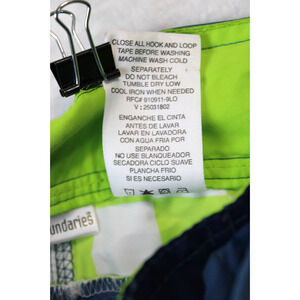 CLOSE ALL HOOK AND LOOP
TAPE BEFORE WASHING
MACHINE WASH COLD
SEPARATELY
DO NOT BLEACH
TUMBLE DRY LOW
COOL IRON WHEN NEEDED
RFC# 910911-9LO
V : 25031802
ENGANCHE EL CINTA
ANTES DE LAVAR
LAVAR EN LAVADORA
CON AGUA FRIA POR
SEPARADO
NO USE BLANQUEADOR
SECADORA CICLO SUAVE
PLANCHA FRIO
SI ES NECESARIO
undaries